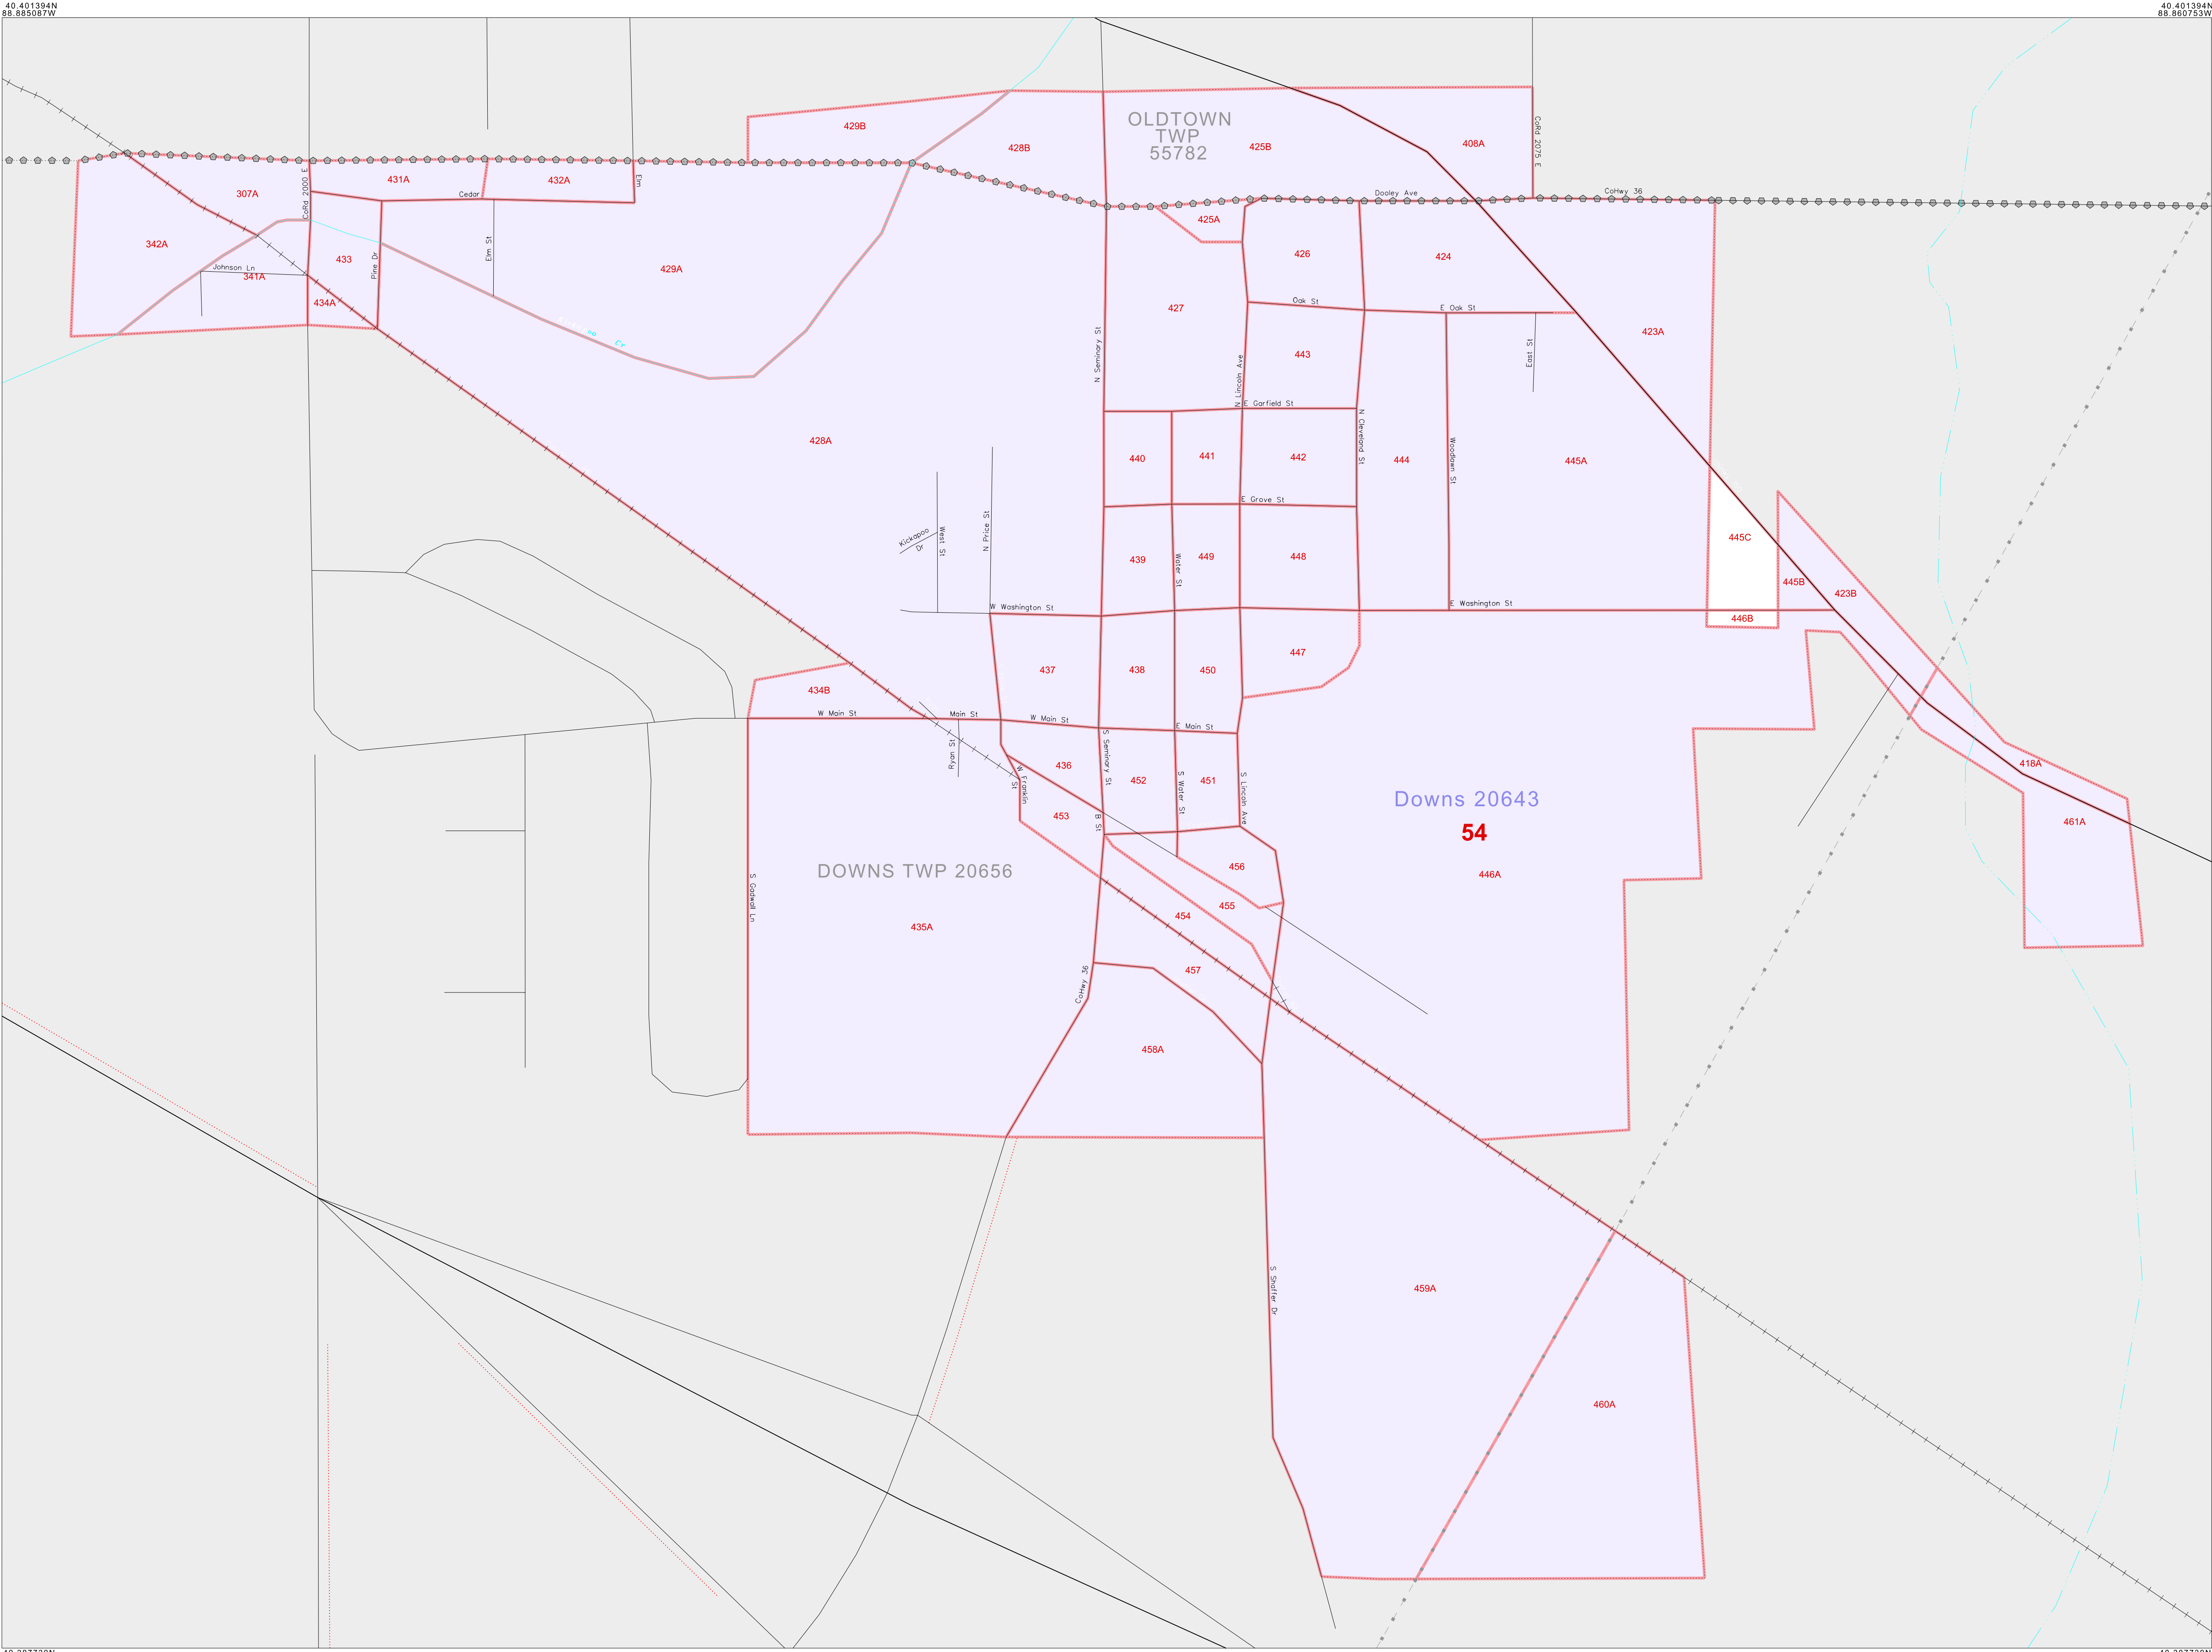 40.401394N
88.885087W
40.401394N
88.860753W
OLDTOWN
TWP
55782
429B
428B
425B
408A
CoRd 2075 E
307A
CoRd 2000 E
431A
432A
Elm
Cedar
Dooley Ave
CoHwy 36
425A
342A
Johnson Ln
341A
433
Pine Dr
434A
Elm St
429A
Cr
426
424
427
Oak St
E Oak St
423A
N Seminary St
N Lincoln Ave
443
East St
E Garfield St
N Cleveland St
428A
440
441
442
444
Woodlawn St
445A
E Grove St
Kickapoo
Dr
West St
N Price St
439
Water St
449
448
445C
445B
423B
W Washington St
E Washington St
446B
437
438
450
447
434B
W Main St
Main St
W Main St
E Main St
Ryan St
436
W Franklin
St
S Seminary St
452
S Water St
451
S Lincoln Ave
Downs 20643
54
418A
461A
453
B St
DOWNS TWP 20656
456
446A
S Gadwall Ln
455
454
435A
457
CoHwy 36
458A
S Shaffer Dr
459A
460A